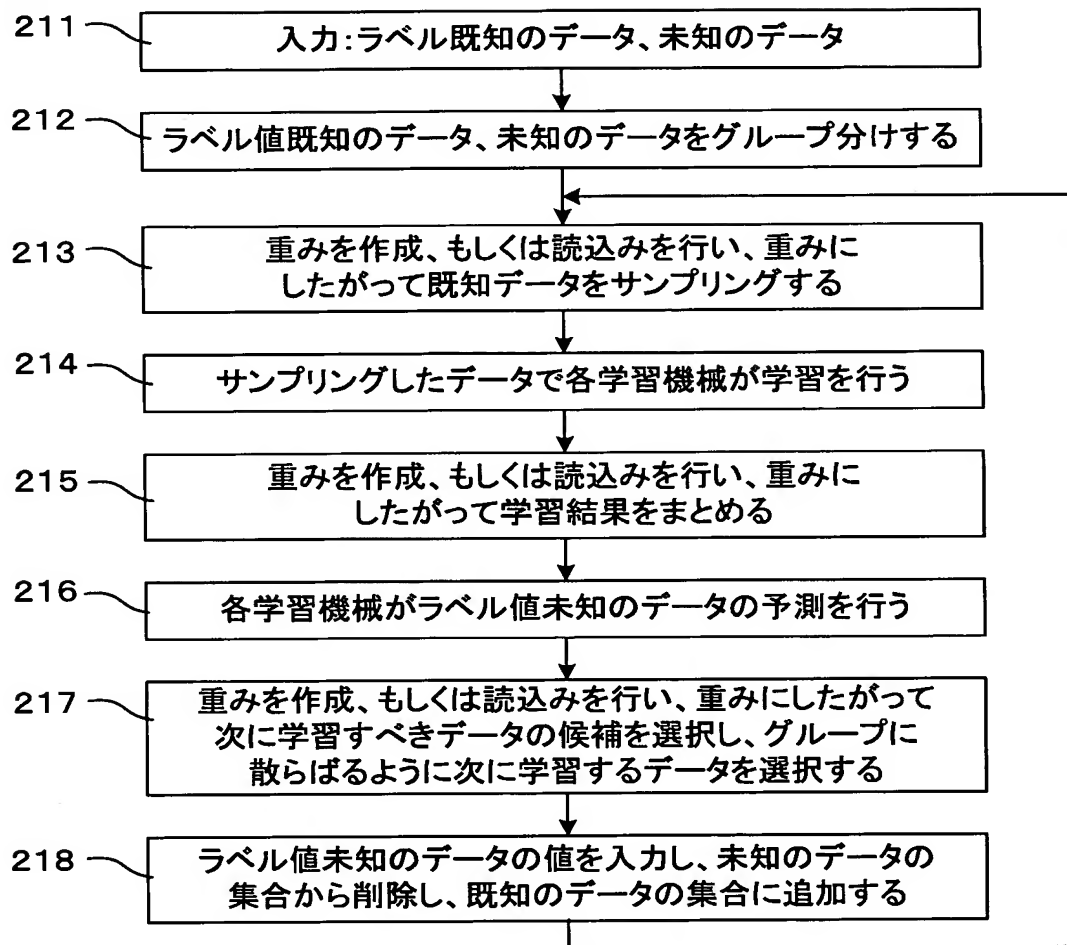 211
入力:ラベル既知のデータ、未知のデータ
212
ラベル値既知のデータ、未知のデータをグループ分けする
213
重みを作成、もしくは読込みを行い、重みに
したがって既知データをサンプリングする
214
サンプリングしたデータで各学習機械が学習を行う
215
重みを作成、もしくは読込みを行い、重みに
したがって学習結果をまとめる
216
各学習機械がラベル値未知のデータの予測を行う
217
重みを作成、もしくは読込みを行い、重みにしたがって
次に学習すべきデータの候補を選択し、グループに
散らばるように次に学習するデータを選択する
218
ラベル値未知のデータの値を入力し、未知のデータの
集合から削除し、既知のデータの集合に追加する